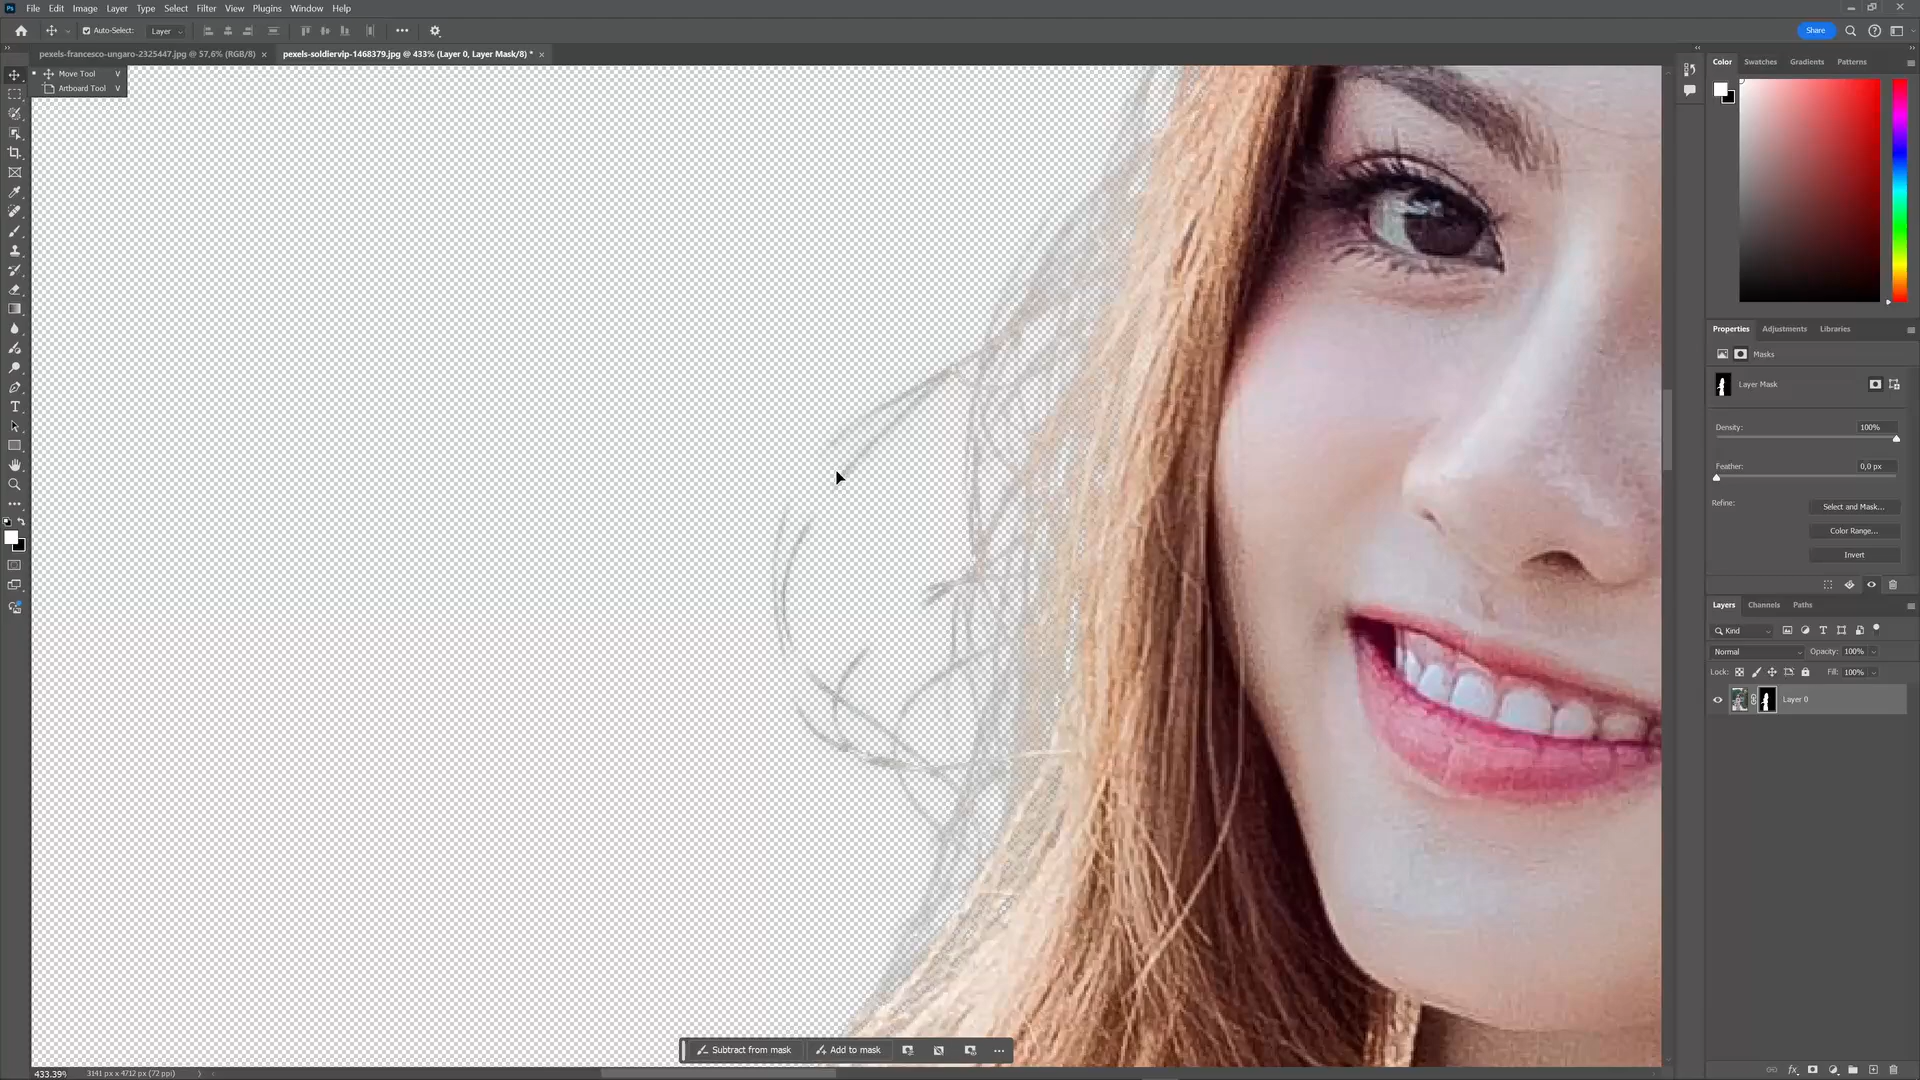 Ps File Edit Image Layer Type Select Filter View Plugins Window Help
Auto-Select: Layer Share
pexels-francesco-ungaro-2325447.jpg @ 57,6% (RGB/8) × pexels-soldiervip-1468379.jpg @ 433% (Layer 0, Layer Mask/8) * ×
Move Tool V
Artboard Tool V
Color Swatches Gradients Patterns
Properties Adjustments Libraries
Masks
Layer Mask
Density: 100%
Feather: 0,0 px
Refine: Select and Mask...
Color Range...
Invert
Layers Channels Paths
Kind
Normal Opacity: 100%
Lock: Fill: 100%
Layer 0
Subtract from mask Add to mask
433.39% 3141 px x 4712 px (72 ppi)
fx